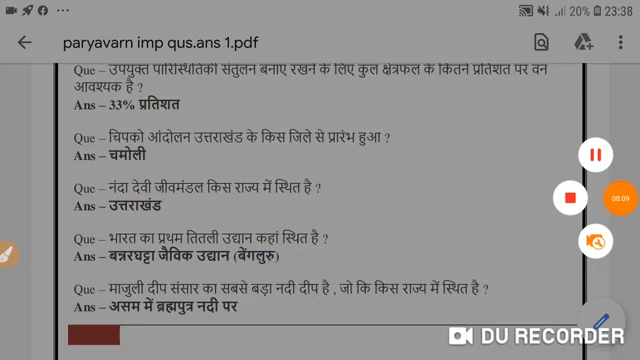 20% 23:38
paryavarn imp qus.ans 1.pdf
Que – उपयुक्त पारिस्थितिकी संतुलन बनाए रखने के लिए कुल क्षेत्रफल के कितने प्रतिशत पर वन
आवश्यक है ?
Ans – 33% प्रतिशत
Que – चिपको आंदोलन उत्तराखंड के किस जिले से प्रारंभ हुआ ?
Ans – चमोली
Que – नंदा देवी जीवमंडल किस राज्य में स्थित है ?
Ans – उत्तराखंड
08:09
Que – भारत का प्रथम तितली उद्यान कहां स्थित है ?
Ans – बन्नरघट्टा जैविक उद्यान (बेंगलुरु)
Que – माजुली दीप संसार का सबसे बड़ा नदी दीप है , जो कि किस राज्य में स्थित है ?
Ans – असम में ब्रह्मपुत्र नदी पर
DU RECORDER